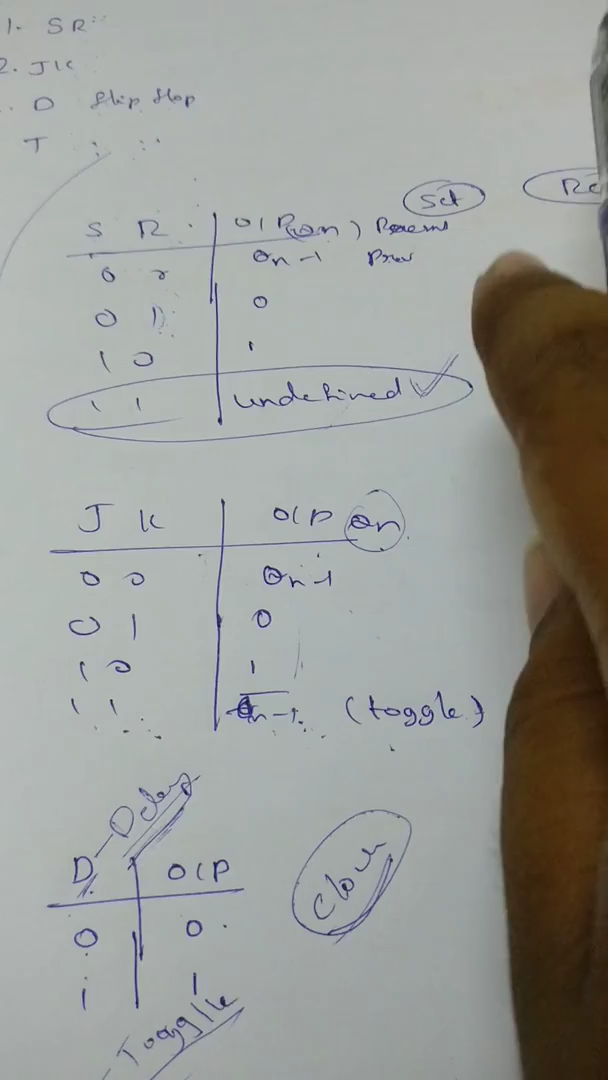 1. SR
2. JK
D flip flop
T
Set Re
S R O/P (Qn) Present
0 0 Qn-1 Prev
0 1 0
1 0 1
1 1 undefined ✓
J K O/P Qn
0 0 Qn-1
0 1 0
1 0 1
1 1 Q̅n̅-̅1̅ (toggle)
D - Delay
D O/P
0 0
1 1
Toggle